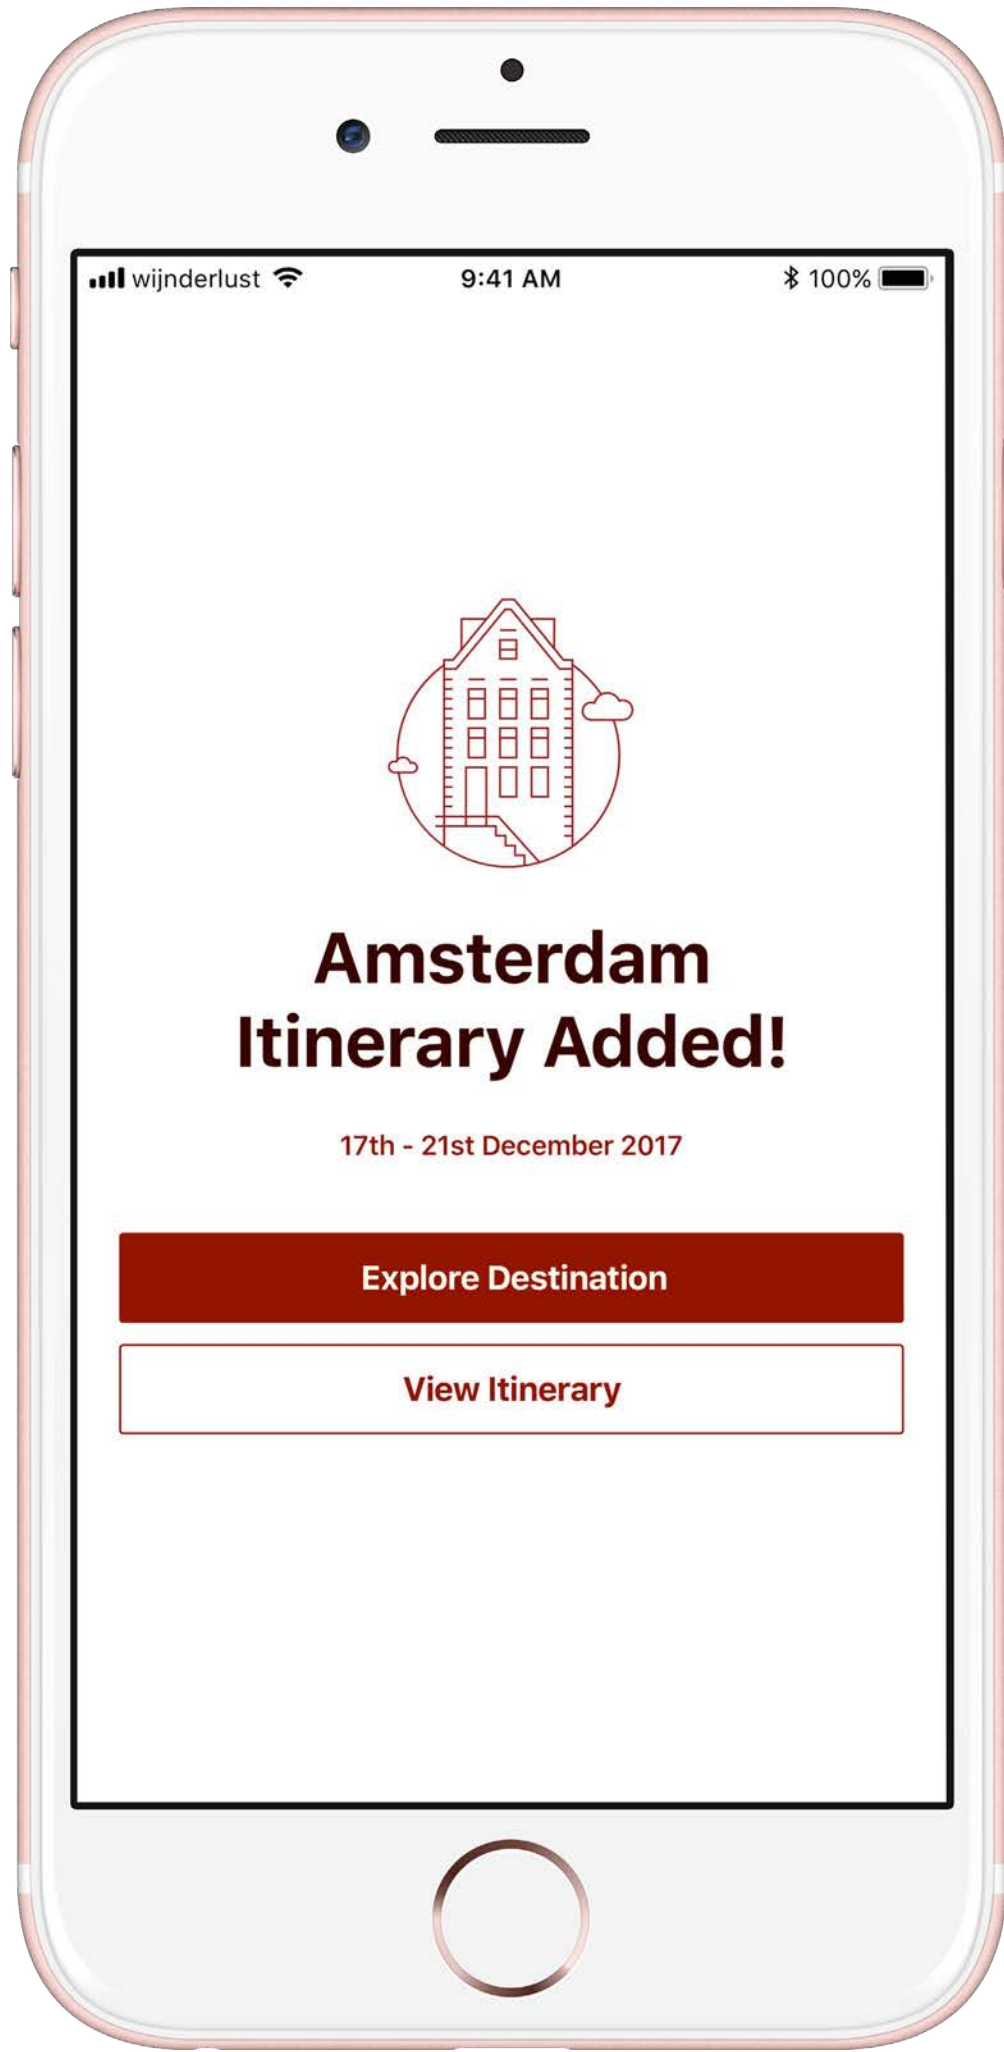 wijnderlust 9:41 AM 100%
Amsterdam
Itinerary Added!
17th - 21st December 2017
Explore Destination
View Itinerary